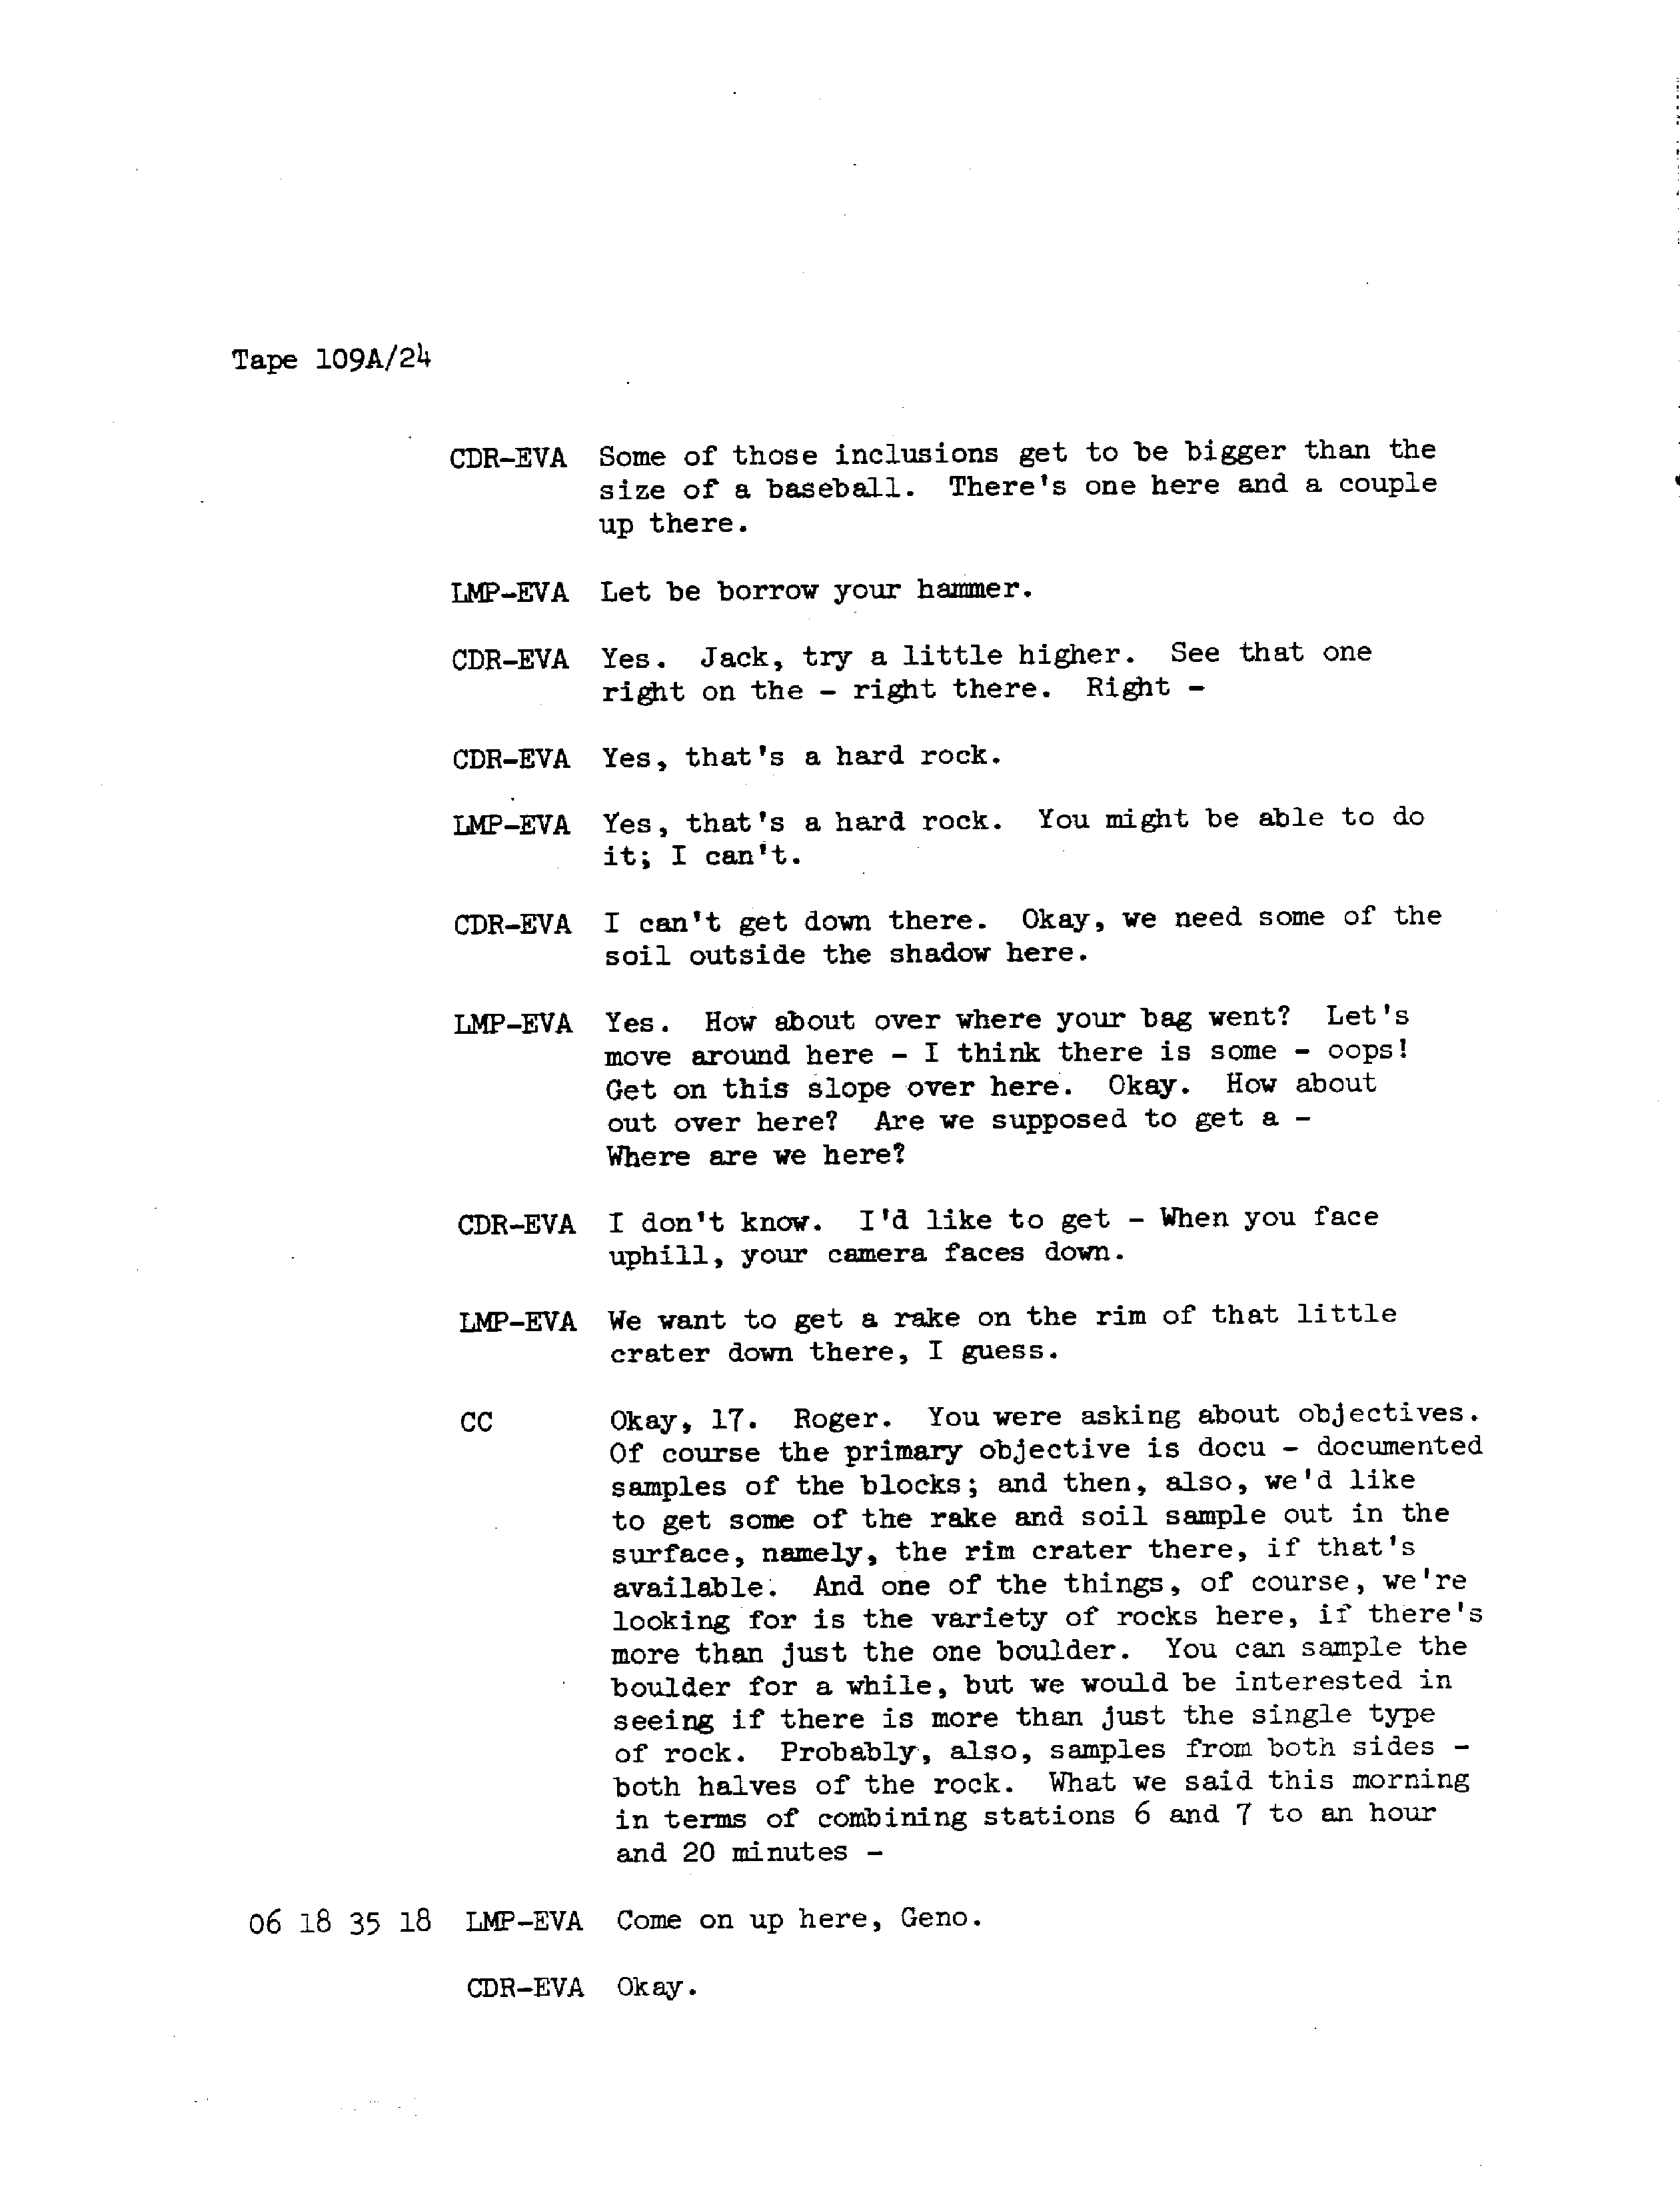 Tape 109A/24
CDR-EVA Some of those inclusions get to be bigger than the
size of a baseball. There's one here and a couple
up there.
LMP-EVA Let be borrow your hammer.
CDR-EVA Yes. Jack, try a little higher. See that one
right on the - right there. Right -
CDR-EVA Yes, that's a hard rock.
LMP-EVA Yes, that's a hard rock. You might be able to do
it; I can't.
CDR-EVA I can't get down there. Okay, we need some of the
soil outside the shadow here.
LMP-EVA Yes. How about over where your bag went? Let's
move around here - I think there is some - oops!
Get on this slope over here. Okay. How about
out over here? Are we supposed to get a -
Where are we here?
CDR-EVA I don't know. I'd like to get - When you face
uphill, your camera faces down.
LMP-EVA We want to get a rake on the rim of that little
crater down there, I guess.
CC Okay, 17. Roger. You were asking about objectives.
Of course the primary objective is docu - documented
samples of the blocks; and then, also, we'd like
to get some of the rake and soil sample out in the
surface, namely, the rim crater there, if that's
available. And one of the things, of course, we're
looking for is the variety of rocks here, if there's
more than just the one boulder. You can sample the
boulder for a while, but we would be interested in
seeing if there is more than just the single type
of rock. Probably, also, samples from both sides -
both halves of the rock. What we said this morning
in terms of combining stations 6 and 7 to an hour
and 20 minutes -
06 18 35 18 LMP-EVA Come on up here, Geno.
CDR-EVA Okay.